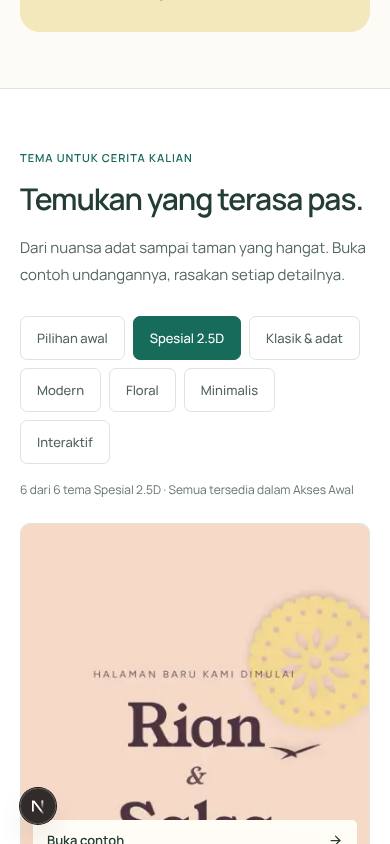 TEMA UNTUK CERITA KALIAN
Temukan yang terasa pas.
Dari nuansa adat sampai taman yang hangat. Buka
contoh undangannya, rasakan setiap detailnya.
Pilihan awal
Spesial 2.5D
Klasik & adat
Modern
Floral
Minimalis
Interaktif
6 dari 6 tema Spesial 2.5D · Semua tersedia dalam Akses Awal
HALAMAN BARU KAMI DIMULAI
Rian
&
Salsa
N
Buka contoh →